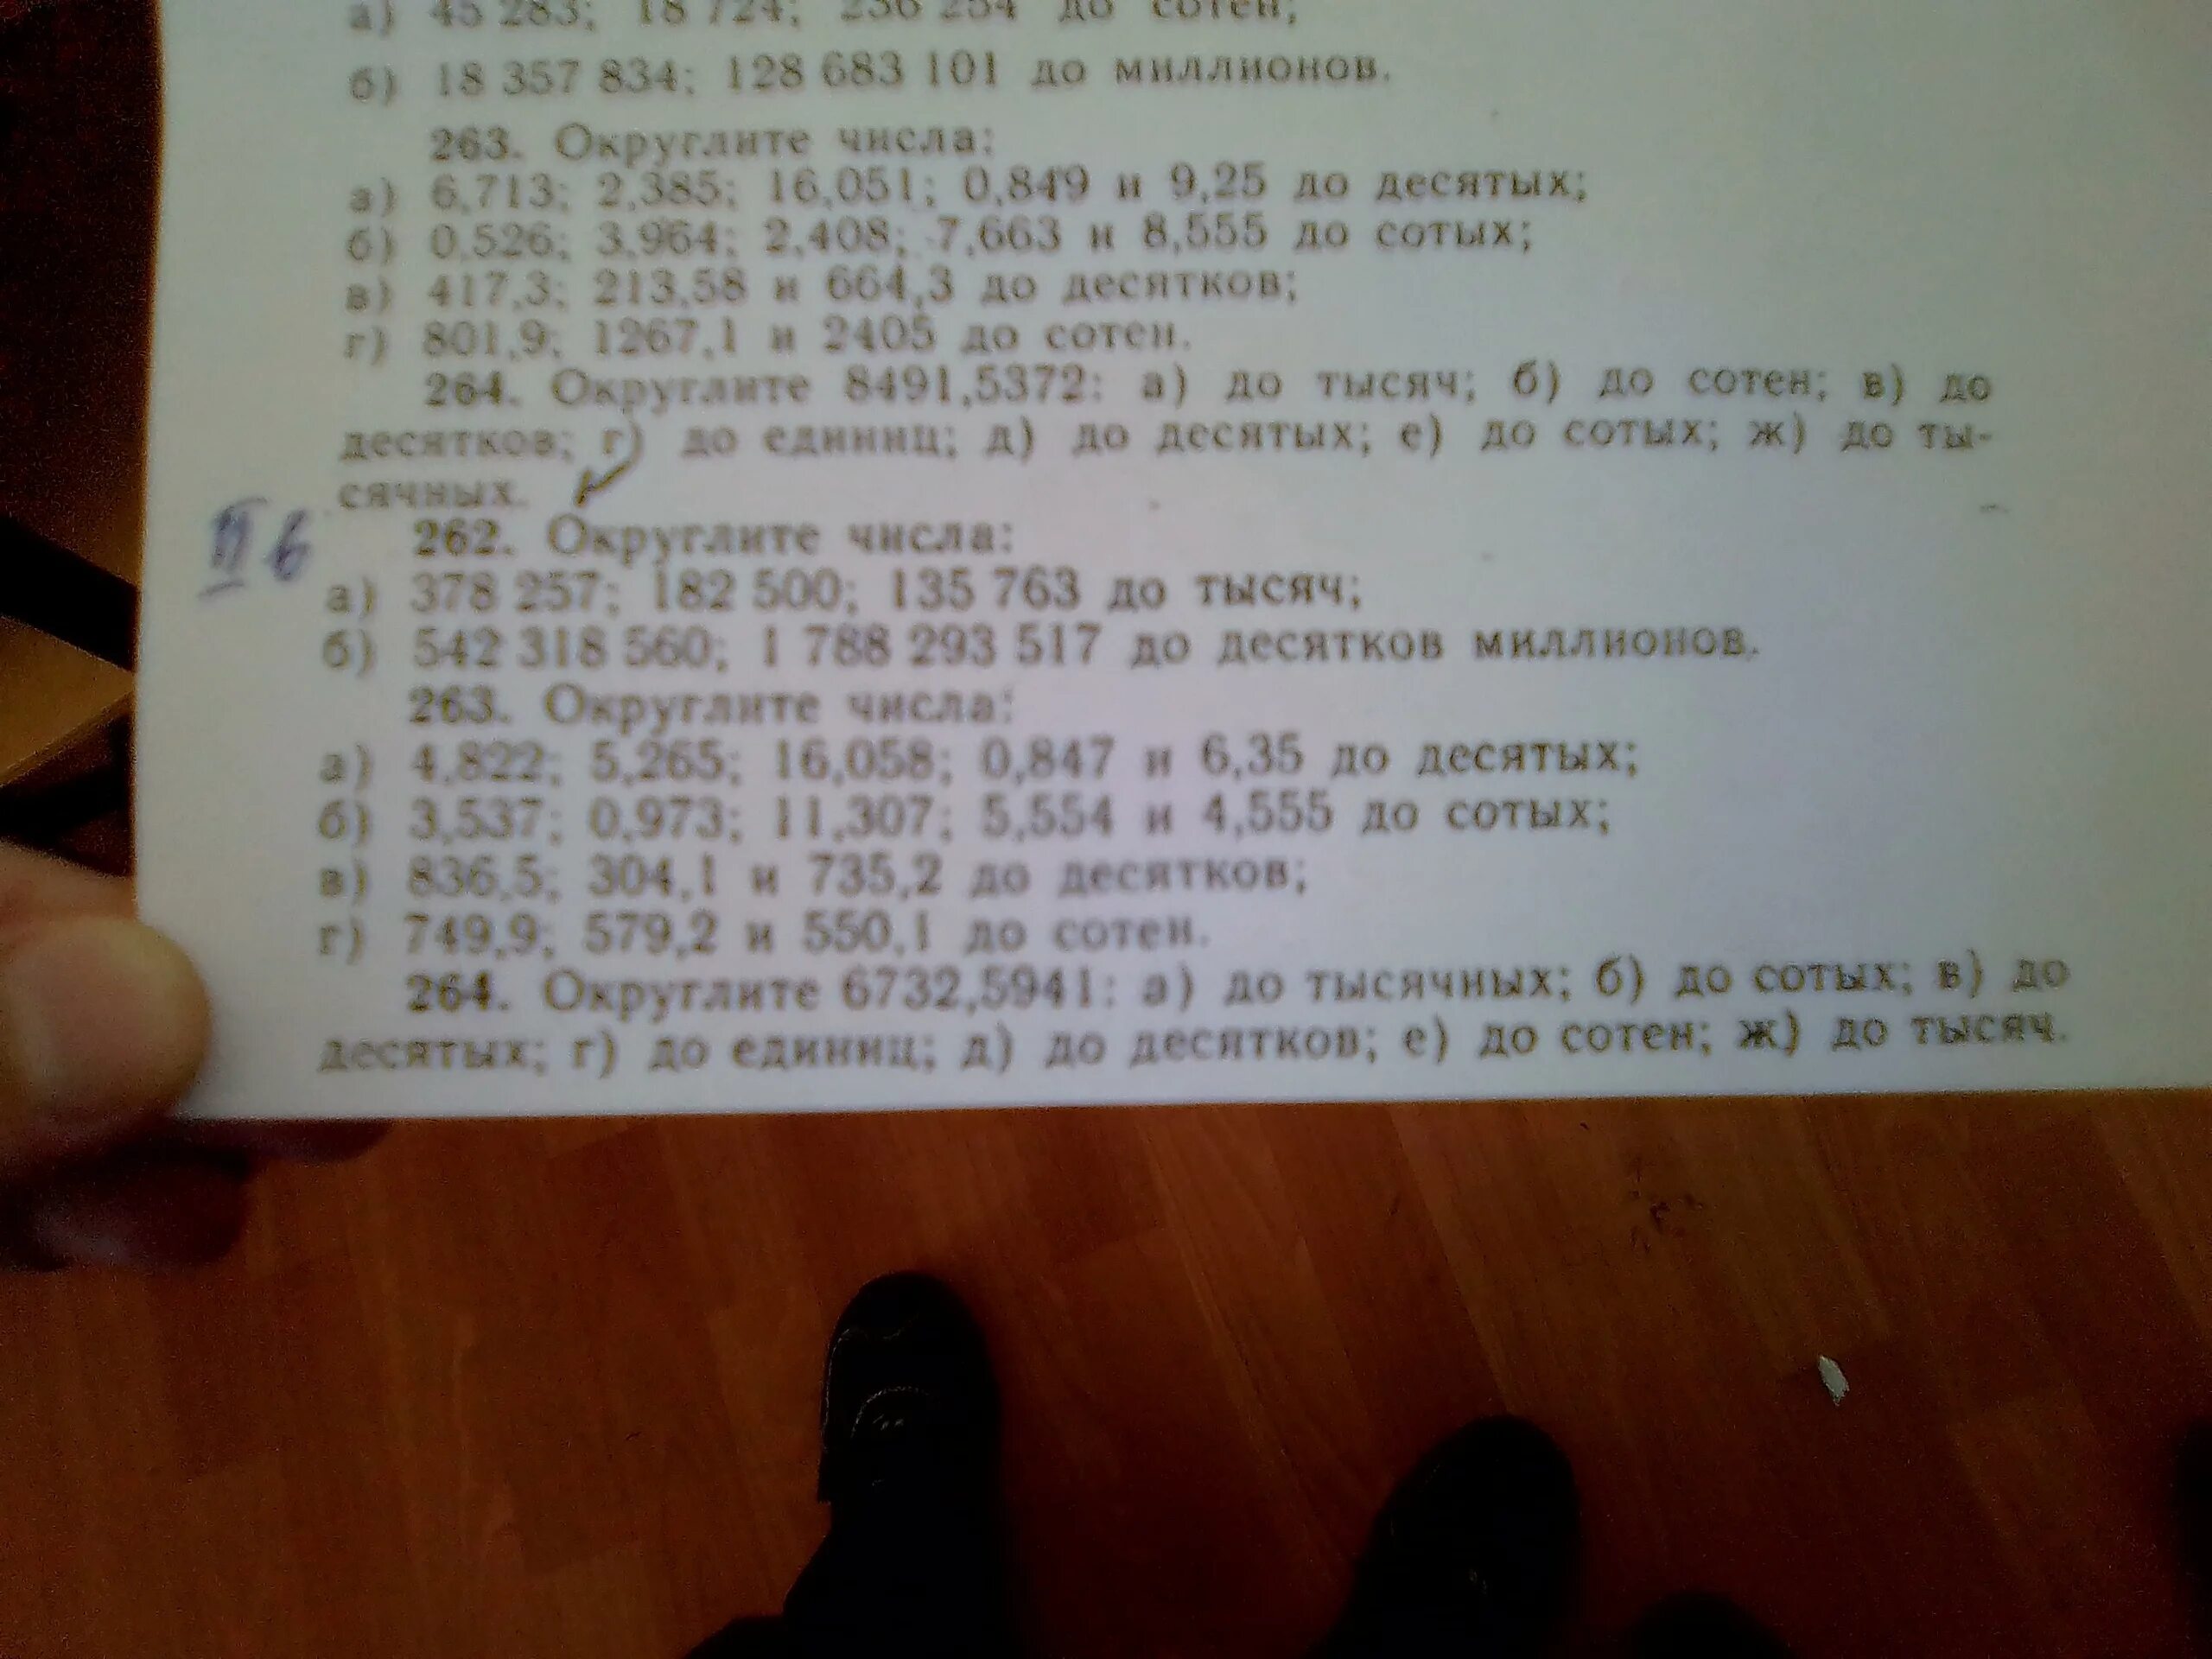 а) 45 283; 18 724; 236 254 до сотен;
б) 18 357 834; 128 683 101 до миллионов.
263. Округлите числа:
а) 6,713; 2,385; 16,051; 0,849 и 9,25 до десятых;
б) 0,526; 3,964; 2,408; 7,663 и 8,555 до сотых;
в) 417,3; 213,58 и 664,3 до десятков;
г) 801,9; 1267,1 и 2405 до сотен.
264. Округлите 8491,5372: а) до тысяч; б) до сотен; в) до
десятков; г) до единиц; д) до десятых; е) до сотых; ж) до ты-
сячных.
II в
262. Округлите числа:
а) 378 257; 182 500; 135 763 до тысяч;
б) 542 318 560; 1 788 293 517 до десятков миллионов.
263. Округлите числа:
а) 4,822; 5,265; 16,058; 0,847 и 6,35 до десятых;
б) 3,537; 0,973; 11,307; 5,554 и 4,555 до сотых;
в) 836,5; 304,1 и 735,2 до десятков;
г) 749,9; 579,2 и 550,1 до сотен.
264. Округлите 6732,5941: а) до тысячных; б) до сотых; в) до
десятых; г) до единиц; д) до десятков; е) до сотен; ж) до тысяч.